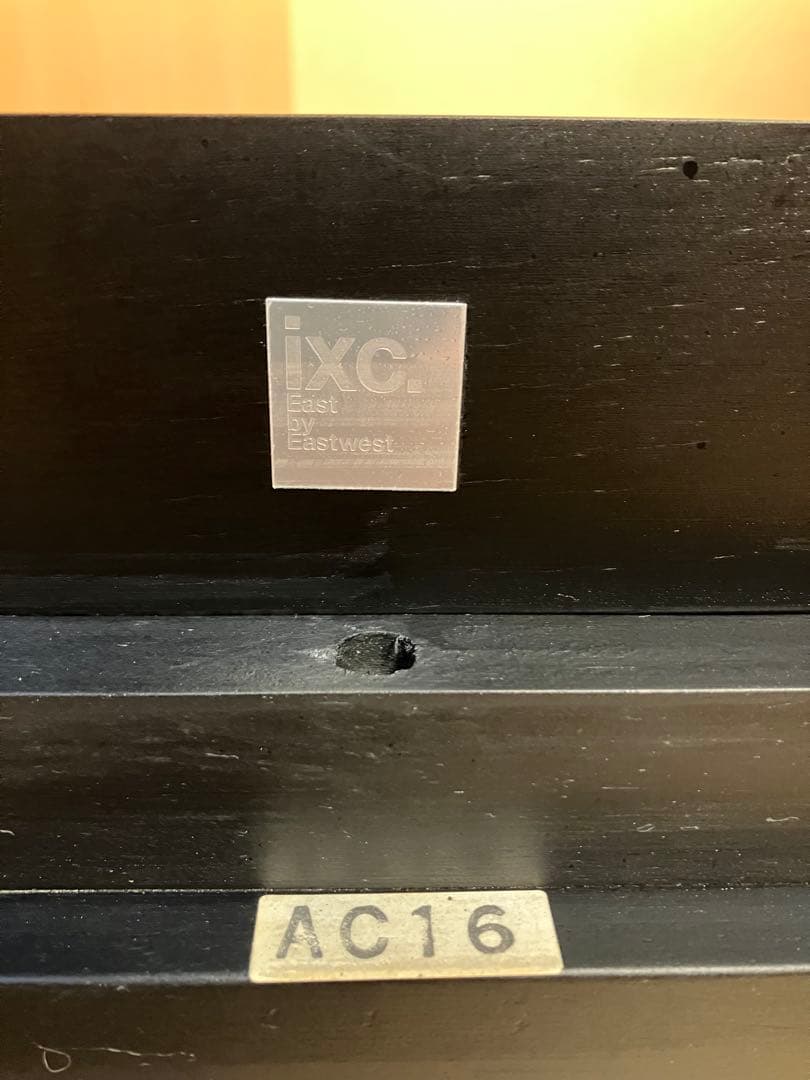 ixc.
East
by
Eastwest
AC16